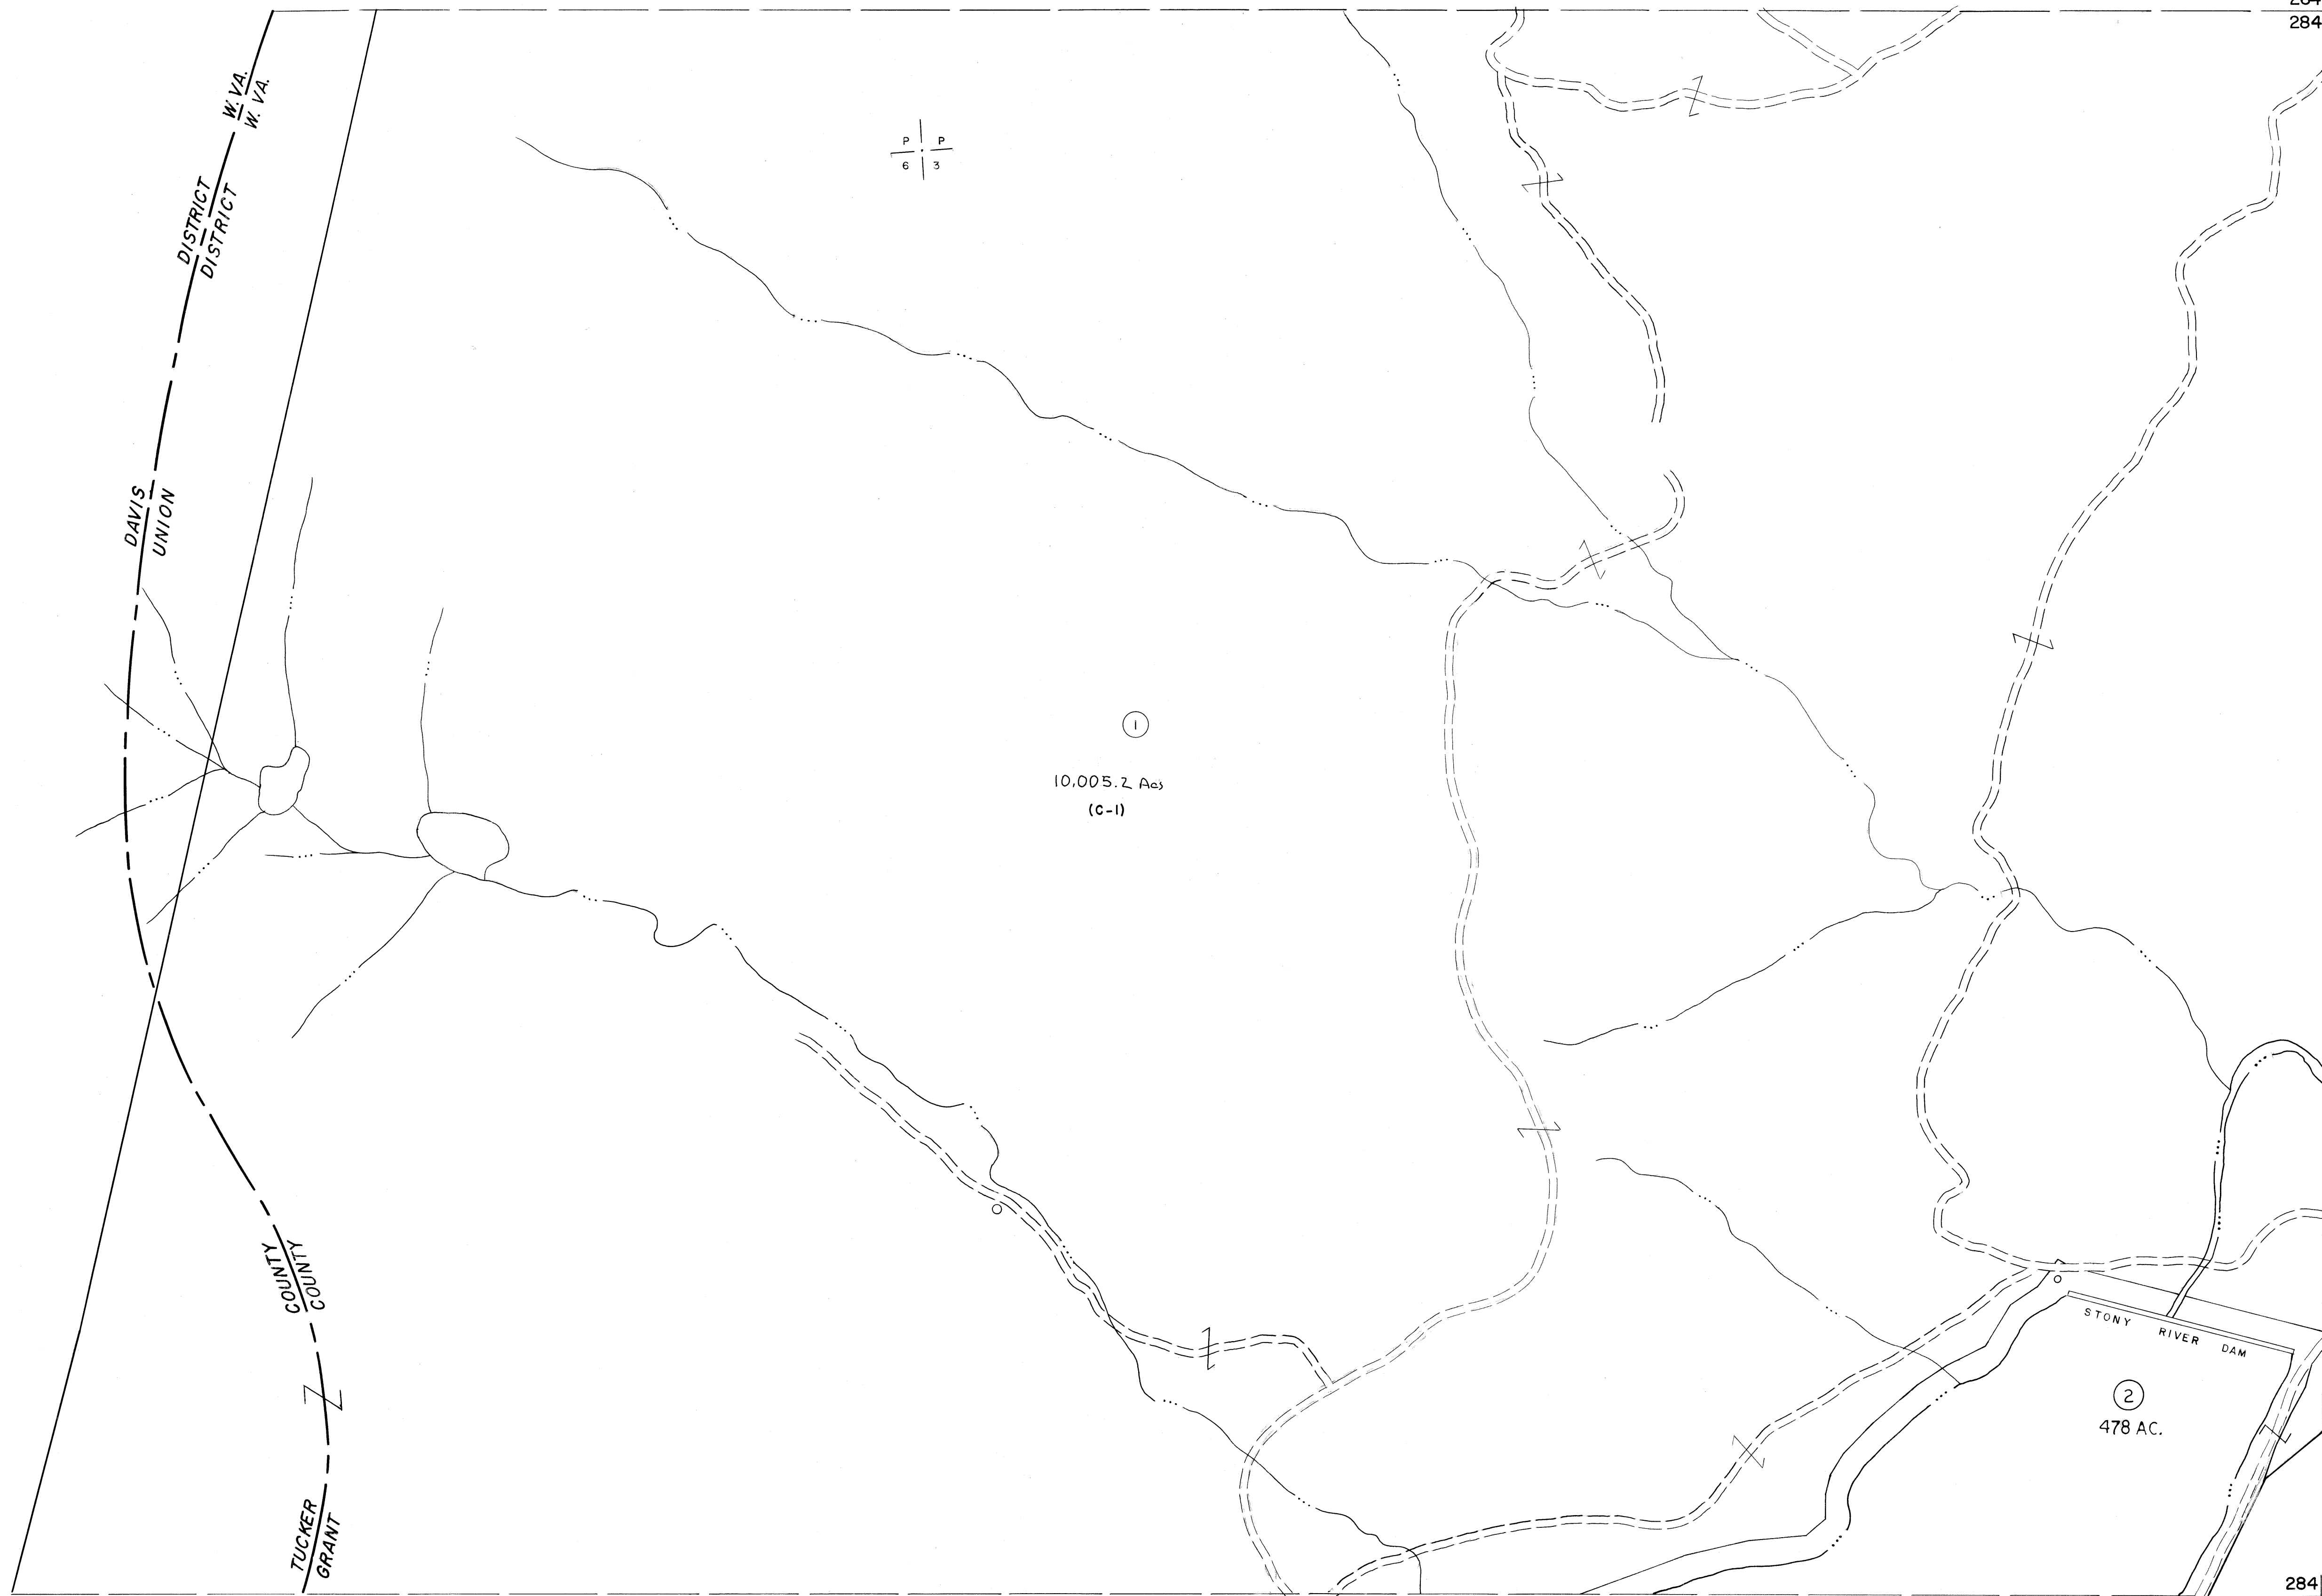 284
W. VA.
W. VA.
DISTRICT
DISTRICT
P P
6 3
DAVIS
UNION
1
10,005.2 Acs
(C-1)
COUNTY
COUNTY
STONY RIVER DAM
2
478 AC.
TUCKER
GRANT
284